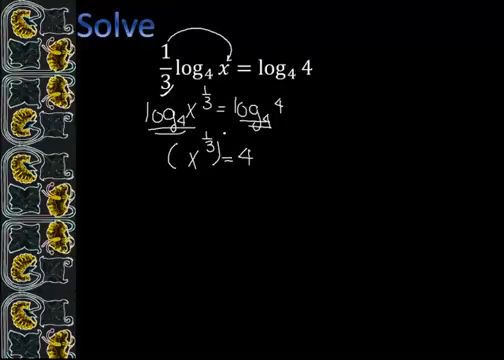 Solve
1/3 log₄ x = log₄ 4
log₄ x^(1/3) = log₄ 4
(x^(1/3)) = 4